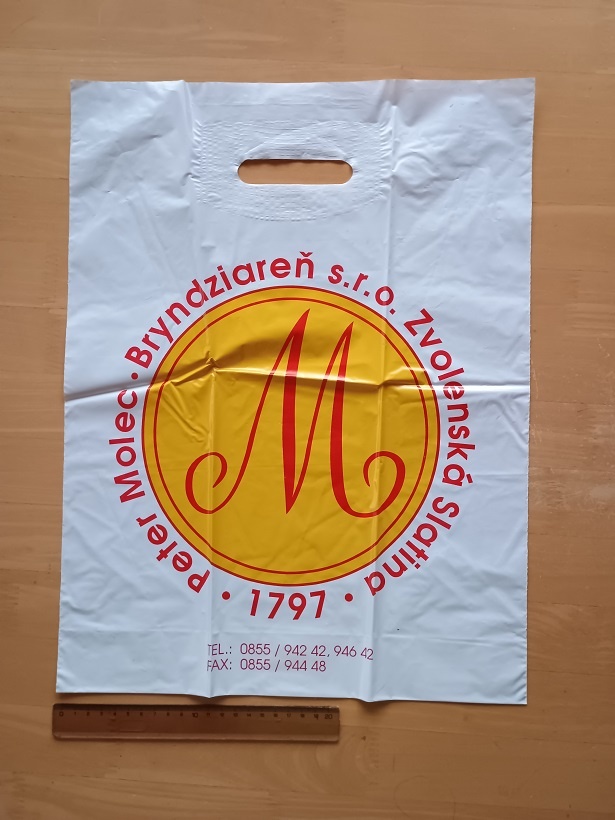 Peter Molec • Bryndziareň s.r.o. Zvolenská Slatina
• 1797 •
M
TEL.: 0855 / 942 42, 946 42
FAX: 0855 / 944 48